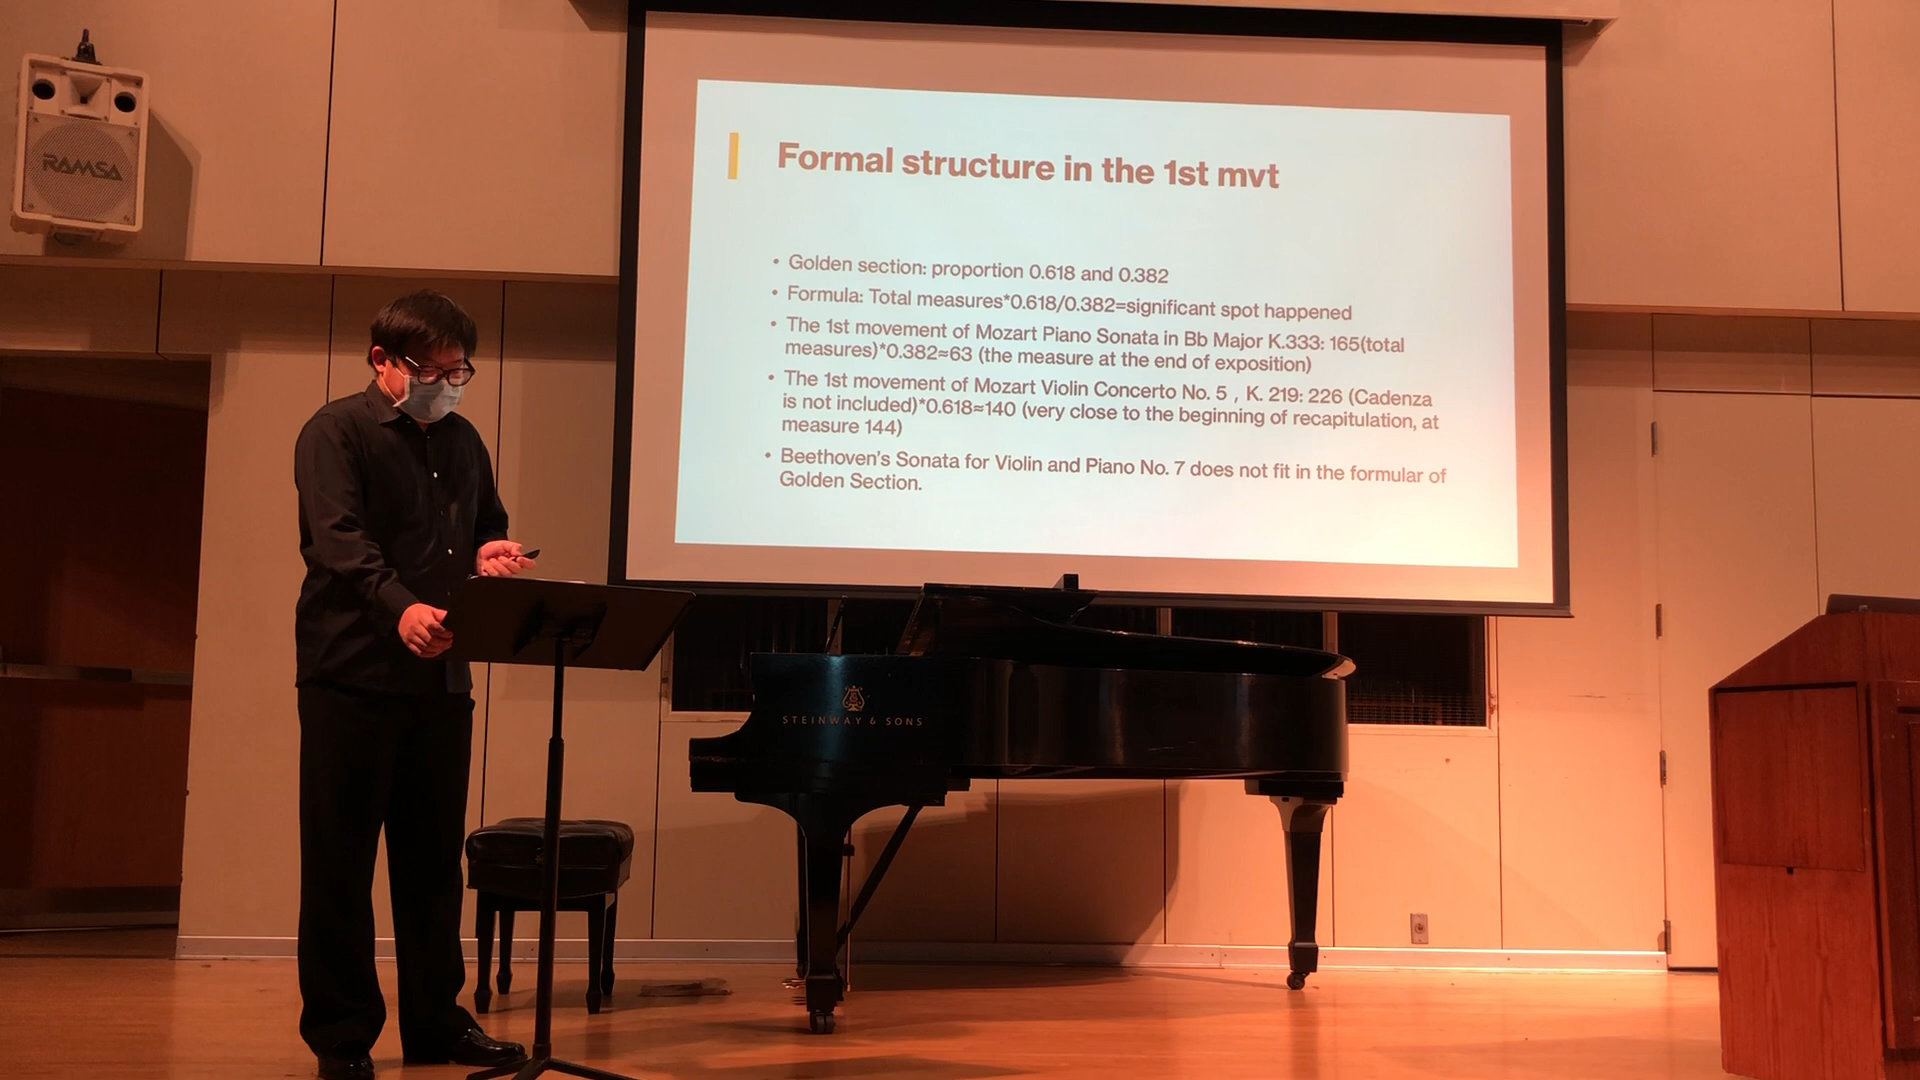 RAMSA
Formal structure in the 1st mvt
• Golden section: proportion 0.618 and 0.382
• Formula: Total measures*0.618/0.382=significant spot happened
• The 1st movement of Mozart Piano Sonata in Bb Major K.333: 165(total
measures)*0.382≈63 (the measure at the end of exposition)
• The 1st movement of Mozart Violin Concerto No. 5 , K. 219: 226 (Cadenza
is not included)*0.618≈140 (very close to the beginning of recapitulation, at
measure 144)
• Beethoven's Sonata for Violin and Piano No. 7 does not fit in the formular of
Golden Section.
STEINWAY & SONS